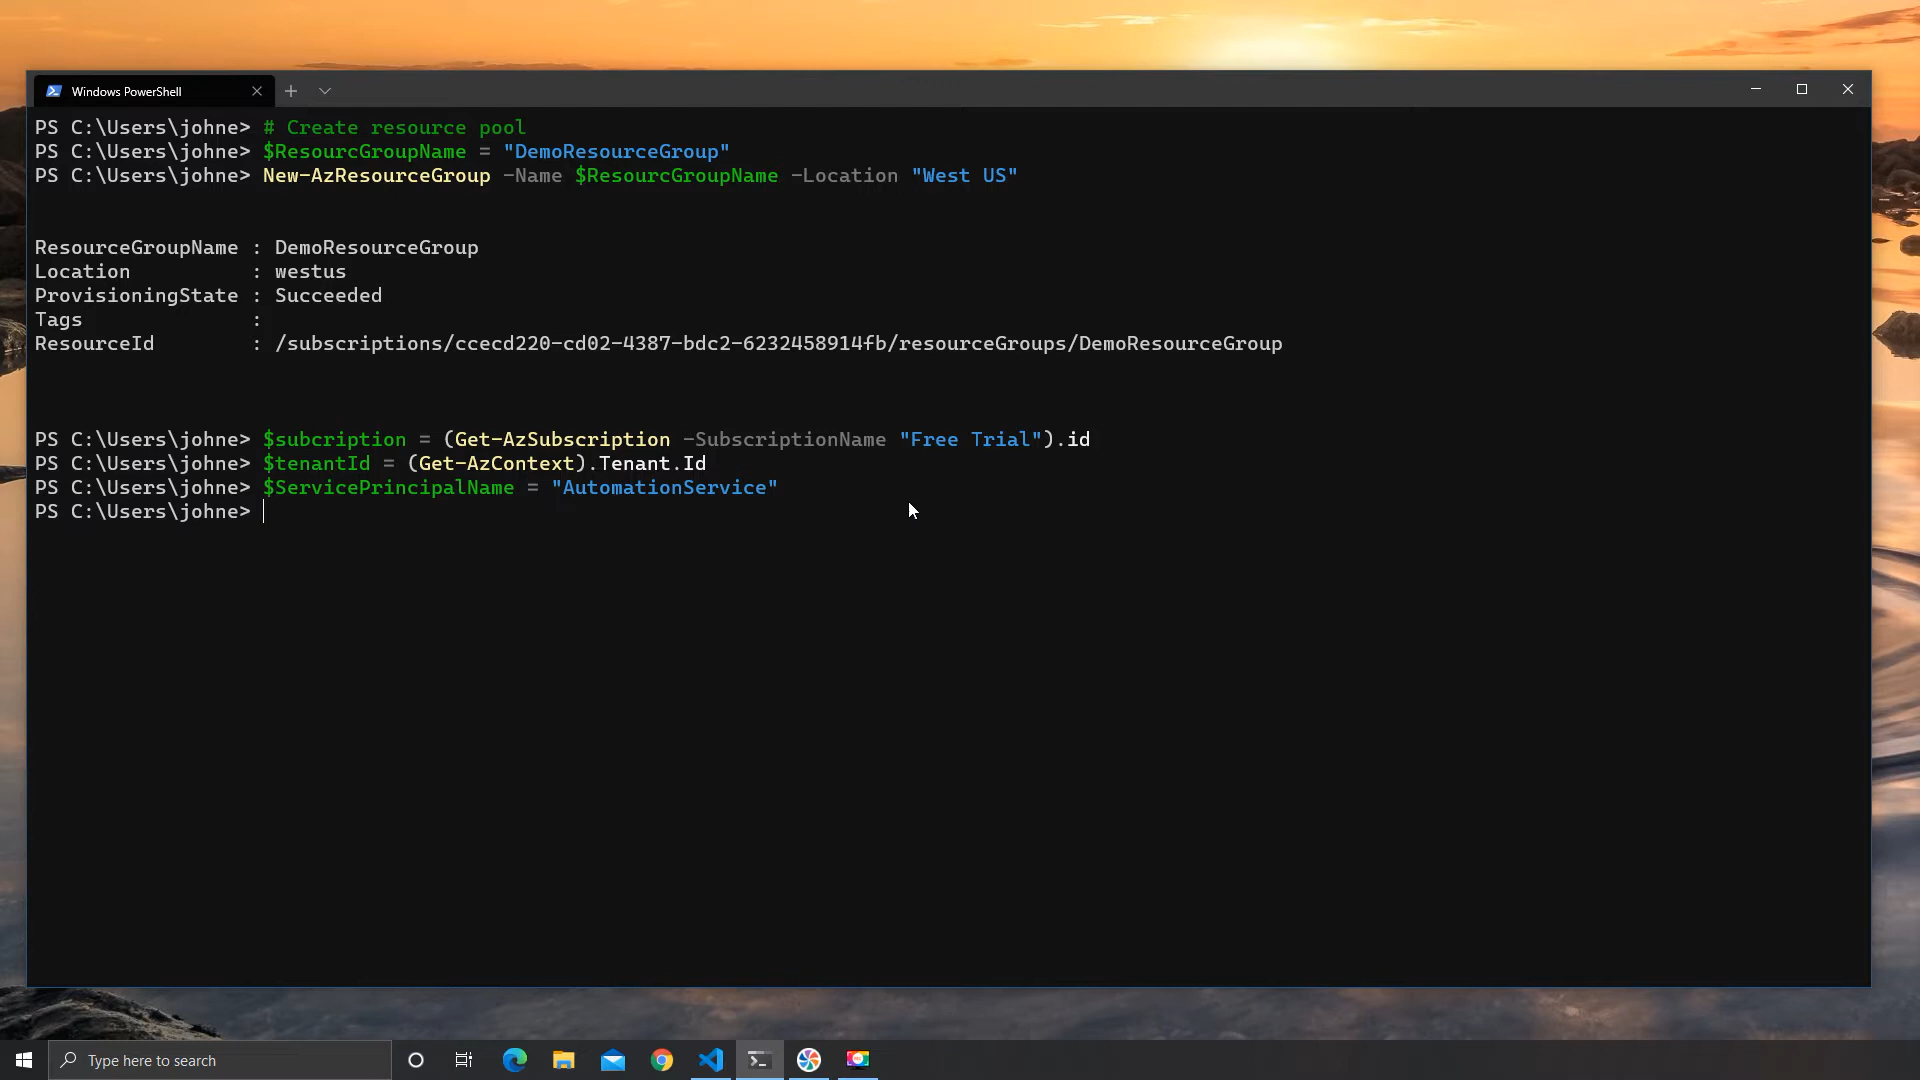 Windows PowerShell
PS C:\Users\johne> # Create resource pool
PS C:\Users\johne> $ResourcGroupName = "DemoResourceGroup"
PS C:\Users\johne> New-AzResourceGroup -Name $ResourcGroupName -Location "West US"
ResourceGroupName : DemoResourceGroup
Location          : westus
ProvisioningState : Succeeded
Tags              :
ResourceId        : /subscriptions/ccecd220-cd02-4387-bdc2-6232458914fb/resourceGroups/DemoResourceGroup
PS C:\Users\johne> $subcription = (Get-AzSubscription -SubscriptionName "Free Trial").id
PS C:\Users\johne> $tenantId = (Get-AzContext).Tenant.Id
PS C:\Users\johne> $ServicePrincipalName = "AutomationService"
PS C:\Users\johne>
Type here to search